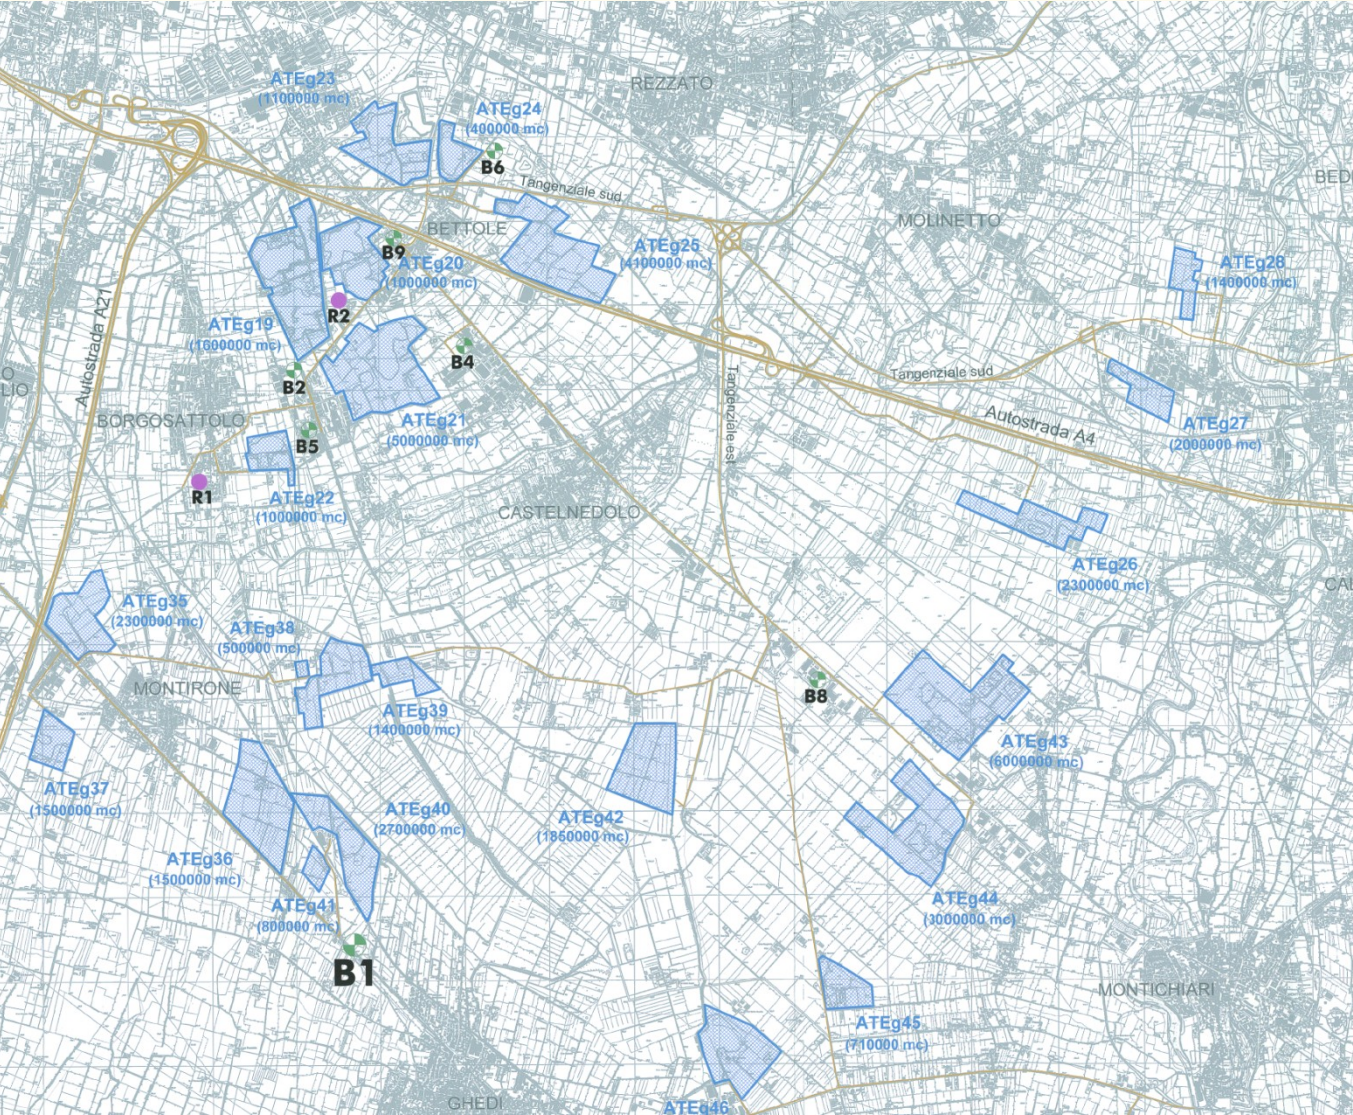 ATEg23
(1100000 mc)
REZZATO
ATEg24
(400000 mc)
B6
Tangenziale sud
BEDI
MOLINETTO
BETTOLE
B9
ATEg25
(4100000 mc)
ATEg20
(1000000 mc)
ATEg28
(1400000 mc)
R2
ATEg19
(1600000 mc)
Autostrada A21
B4
B2
O
LIO
Tangenziale est
Tangenziale sud
Autostrada A4
BORGOSATTOLO
ATEg21
(5000000 mc)
ATEg27
(2000000 mc)
B5
R1
ATEg22
(1000000 mc)
CASTELNEDOLO
ATEg26
(2300000 mc)
CAL
ATEg35
(2300000 mc)
ATEg38
(500000 mc)
MONTIRONE
B8
ATEg39
(1400000 mc)
ATEg43
(6000000 mc)
ATEg37
(1500000 mc)
ATEg40
(2700000 mc)
ATEg42
(1850000 mc)
ATEg36
(1500000 mc)
ATEg41
(800000 mc)
ATEg44
(3000000 mc)
B1
MONTICHIARI
ATEg45
(710000 mc)
GHEDI
ATEg46